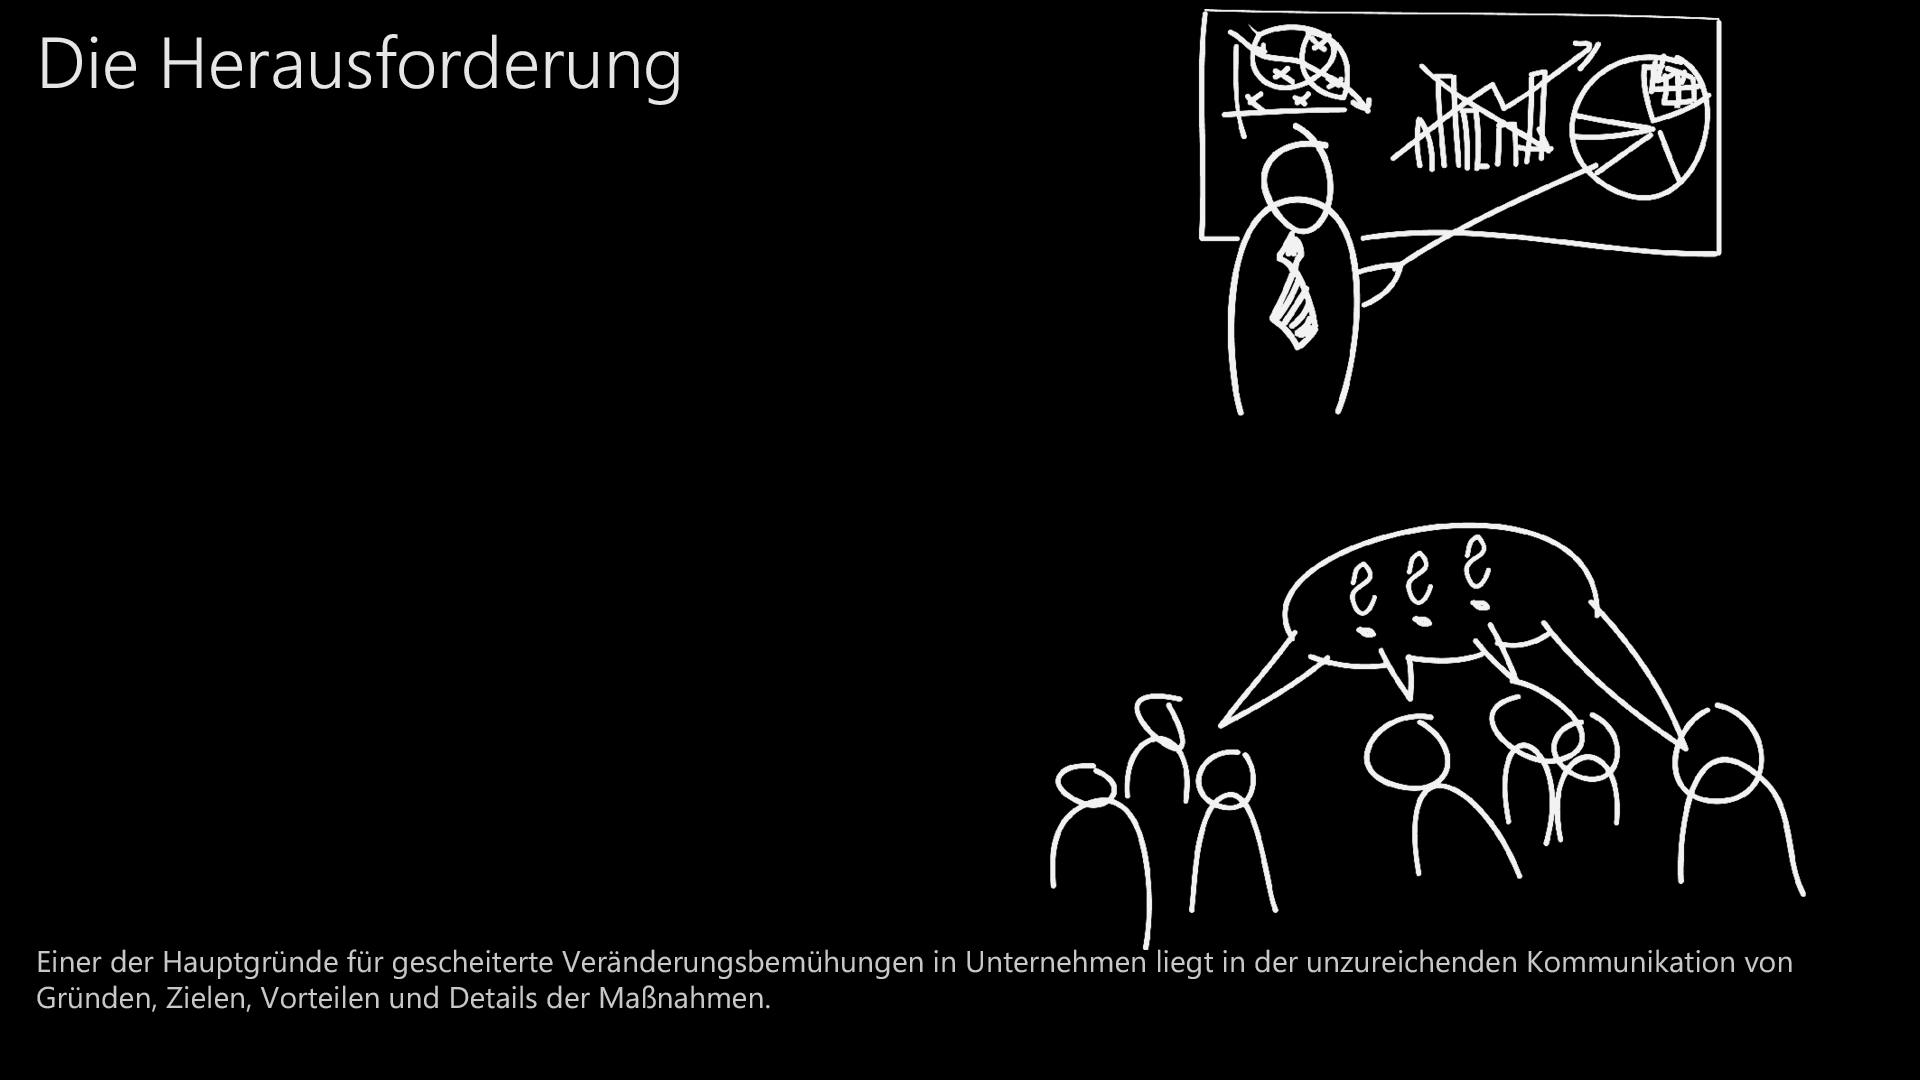 Die Herausforderung
? ? ?
Einer der Hauptgründe für gescheiterte Veränderungsbemühungen in Unternehmen liegt in der unzureichenden Kommunikation von
Gründen, Zielen, Vorteilen und Details der Maßnahmen.